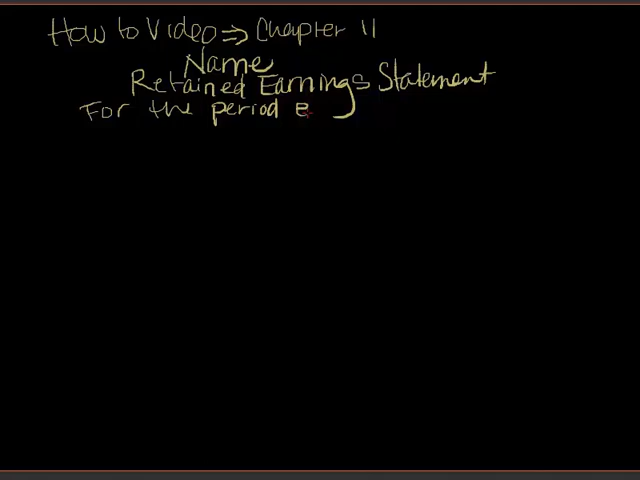 How to Video ⇒ Chapter 11
Name
Retained Earnings Statement
For the period E